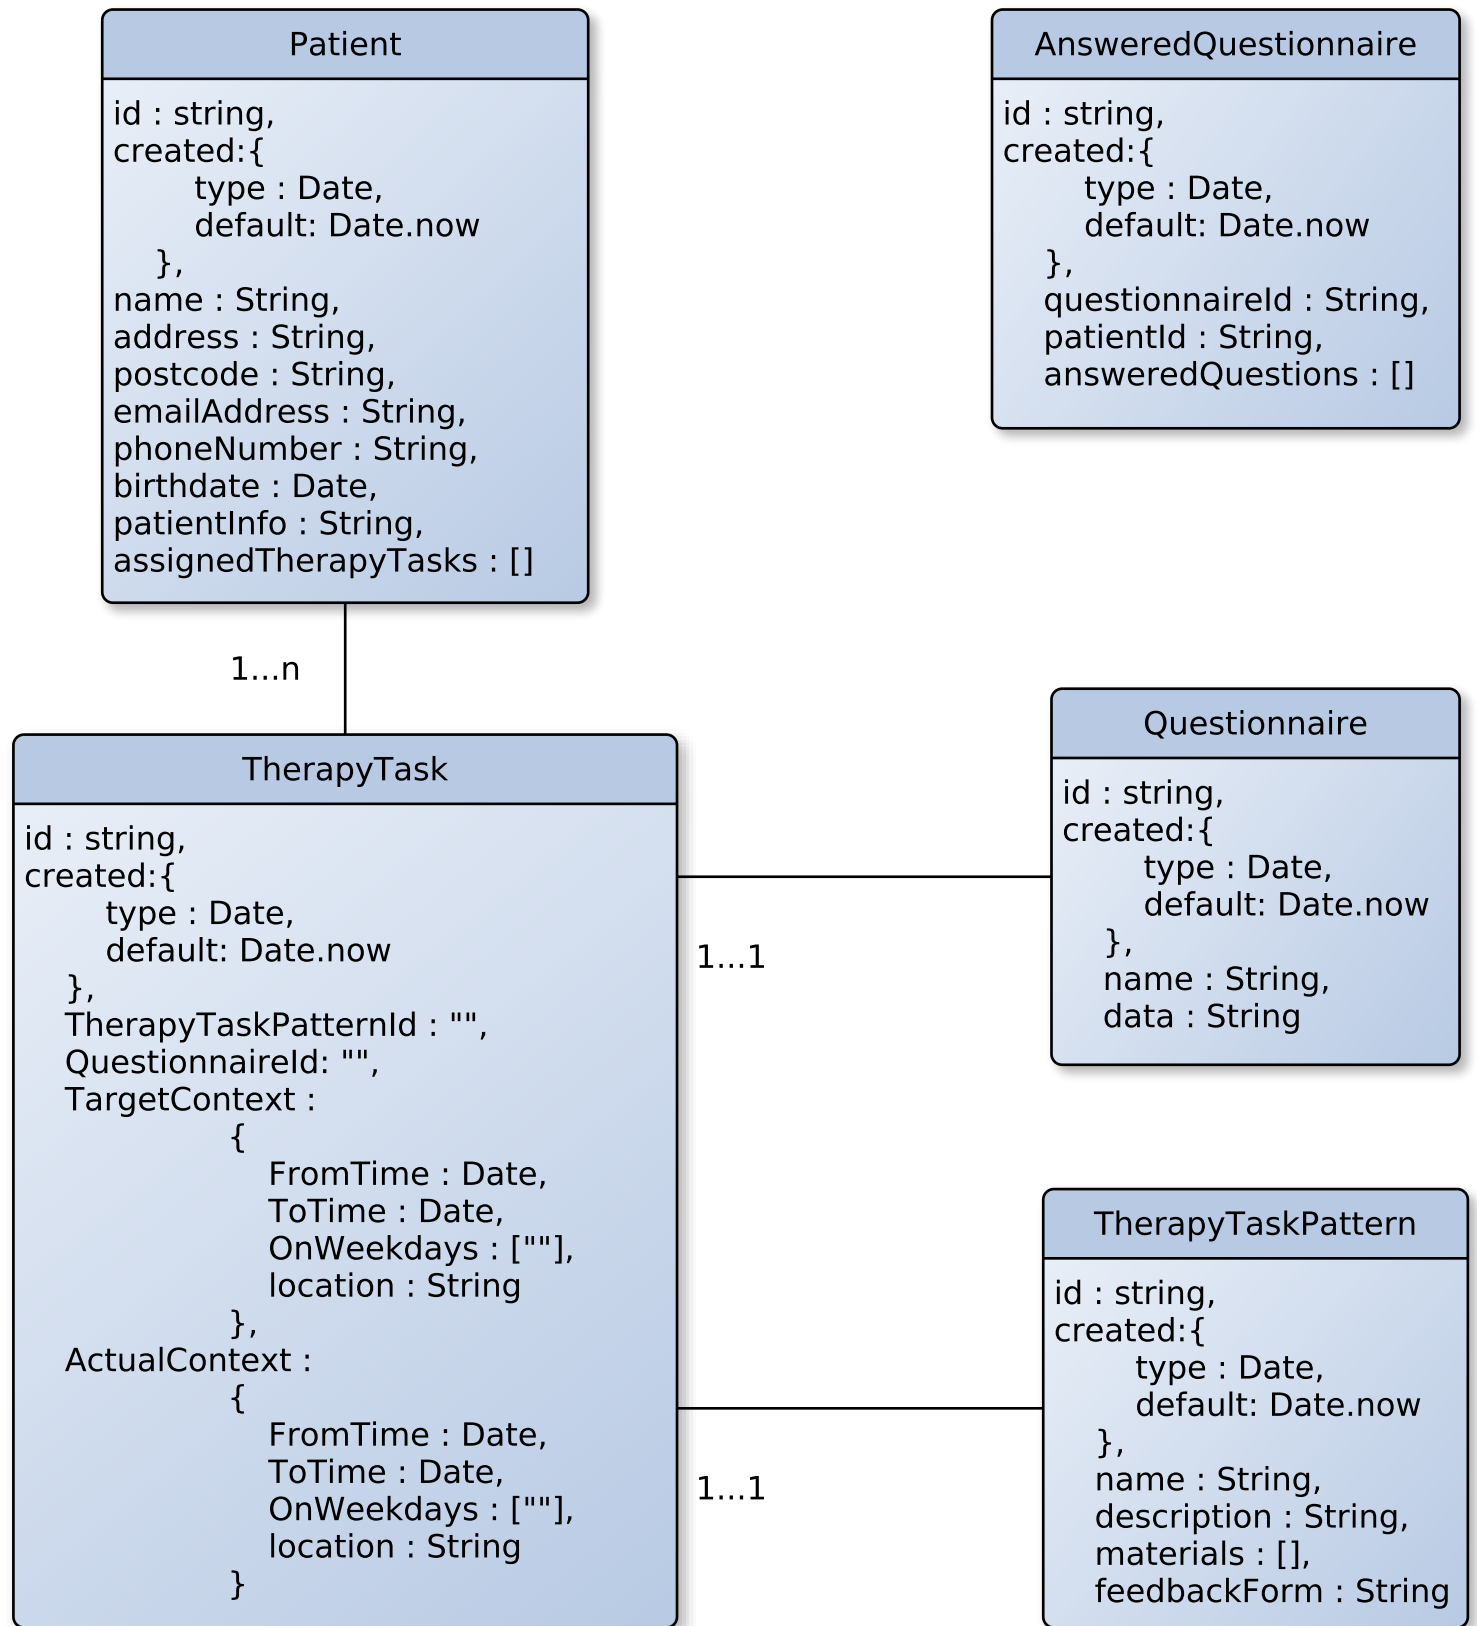 Patient
id : string,
created:{
type : Date,
default: Date.now
},
name : String,
address : String,
postcode : String,
emailAddress : String,
phoneNumber : String,
birthdate : Date,
patientInfo : String,
assignedTherapyTasks : []
AnsweredQuestionnaire
id : string,
created:{
type : Date,
default: Date.now
},
questionnaireId : String,
patientId : String,
answeredQuestions : []
1...n
TherapyTask
id : string,
created:{
type : Date,
default: Date.now
},
TherapyTaskPatternId : "",
QuestionnaireId: "",
TargetContext :
{
FromTime : Date,
ToTime : Date,
OnWeekdays : [""],
location : String
},
ActualContext :
{
FromTime : Date,
ToTime : Date,
OnWeekdays : [""],
location : String
}
1...1
Questionnaire
id : string,
created:{
type : Date,
default: Date.now
},
name : String,
data : String
1...1
TherapyTaskPattern
id : string,
created:{
type : Date,
default: Date.now
},
name : String,
description : String,
materials : [],
feedbackForm : String